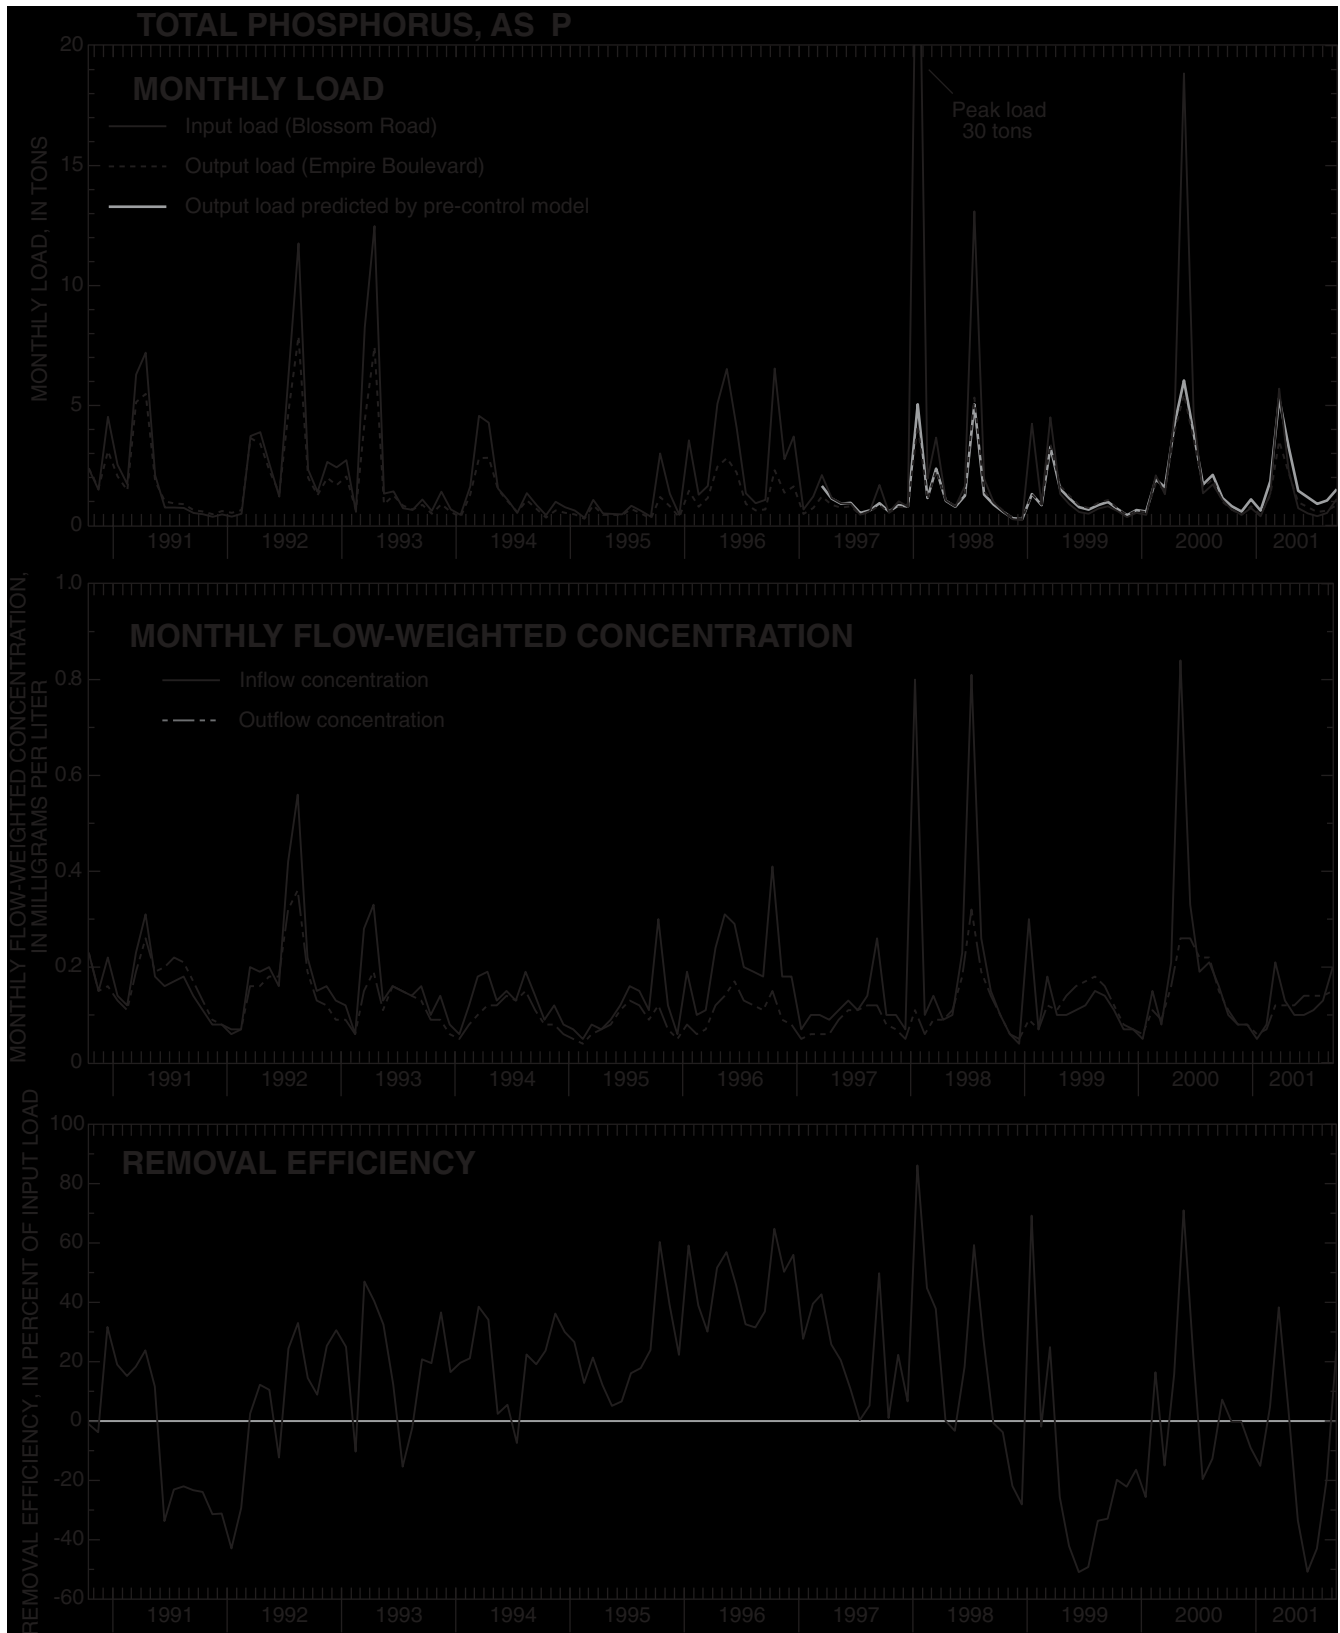 TOTAL PHOSPHORUS, AS P
MONTHLY LOAD, IN TONS
20
15
10
5
0
MONTHLY LOAD
Input load (Blossom Road)
Output load (Empire Boulevard)
Output load predicted by pre-control model
Peak load
30 tons
1991 1992 1993 1994 1995 1996 1997 1998 1999 2000 2001
MONTHLY FLOW-WEIGHTED CONCENTRATION,
IN MILLIGRAMS PER LITER
1.0
0.8
0.6
0.4
0.2
0
MONTHLY FLOW-WEIGHTED CONCENTRATION
Inflow concentration
Outflow concentration
1991 1992 1993 1994 1995 1996 1997 1998 1999 2000 2001
REMOVAL EFFICIENCY, IN PERCENT OF INPUT LOAD
100
80
60
40
20
0
-20
-40
-60
REMOVAL EFFICIENCY
1991 1992 1993 1994 1995 1996 1997 1998 1999 2000 2001